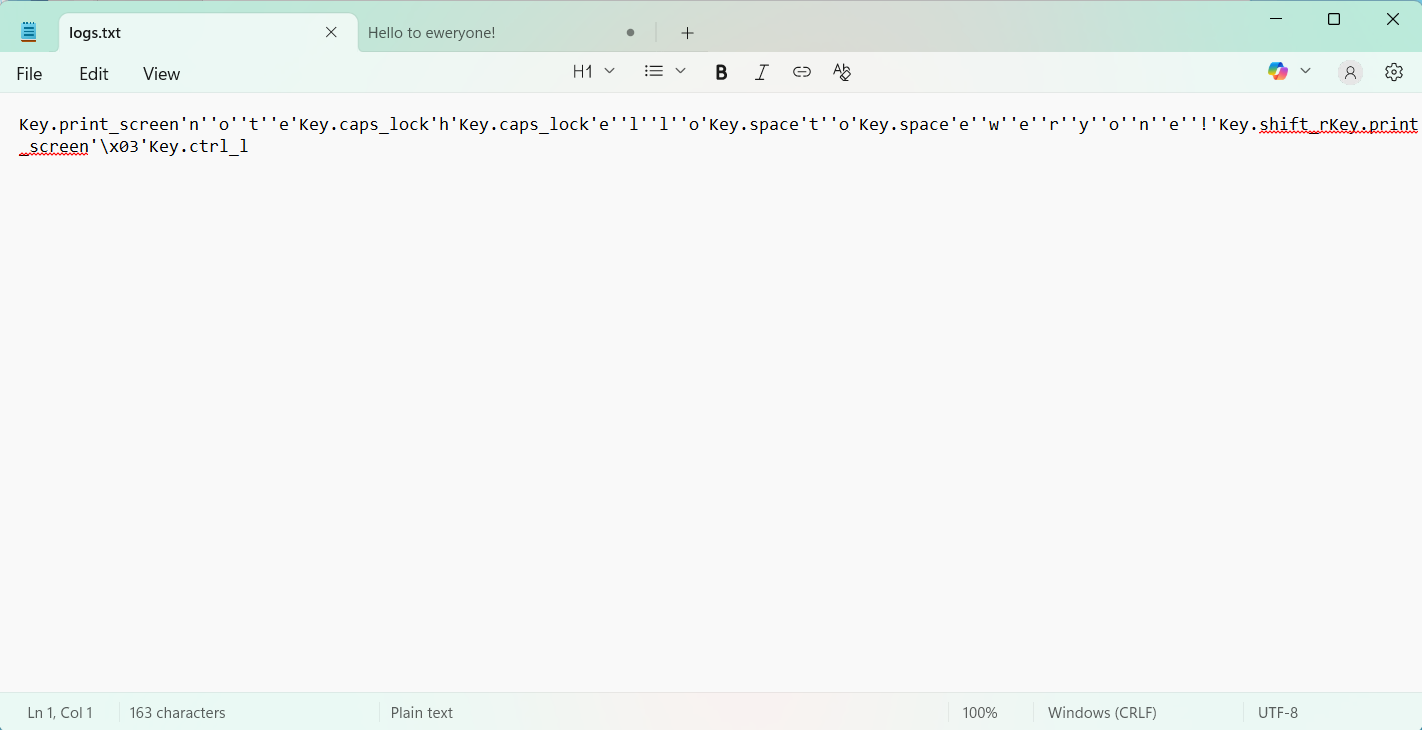 logs.txt
Hello to eweryone!
File Edit View H1
Key.print_screen'n''o''t''e'Key.caps_lock'h'Key.caps_lock'e''l''l''o'Key.space't''o'Key.space'e''w''e''r''y''o''n''e''!'Key.shift_rKey.print
_screen'\x03'Key.ctrl_l
Ln 1, Col 1 163 characters Plain text 100% Windows (CRLF) UTF-8